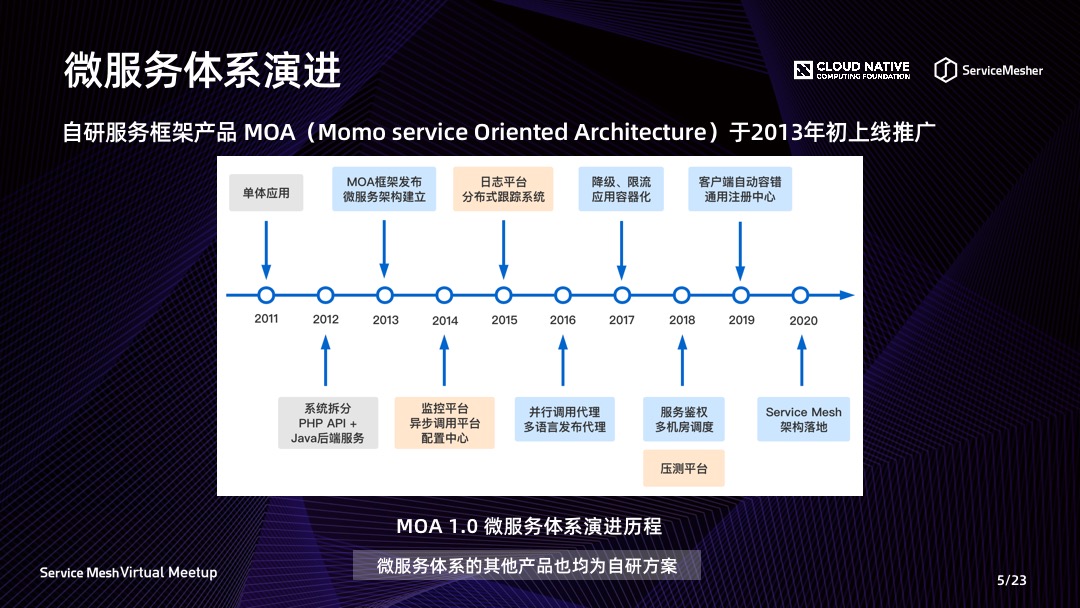 微服务体系演进
CLOUD NATIVE
COMPUTING FOUNDATION
ServiceMesher
自研服务框架产品 MOA（Momo service Oriented Architecture）于2013年初上线推广
单体应用
MOA框架发布
微服务架构建立
日志平台
分布式跟踪系统
降级、限流
应用容器化
客户端自动容错
通用注册中心
2011
2012
2013
2014
2015
2016
2017
2018
2019
2020
系统拆分
PHP API +
Java后端服务
监控平台
异步调用平台
配置中心
并行调用代理
多语言发布代理
服务鉴权
多机房调度
压测平台
Service Mesh
架构落地
MOA 1.0 微服务体系演进历程
微服务体系的其他产品也均为自研方案
Service Mesh Virtual Meetup
5/23